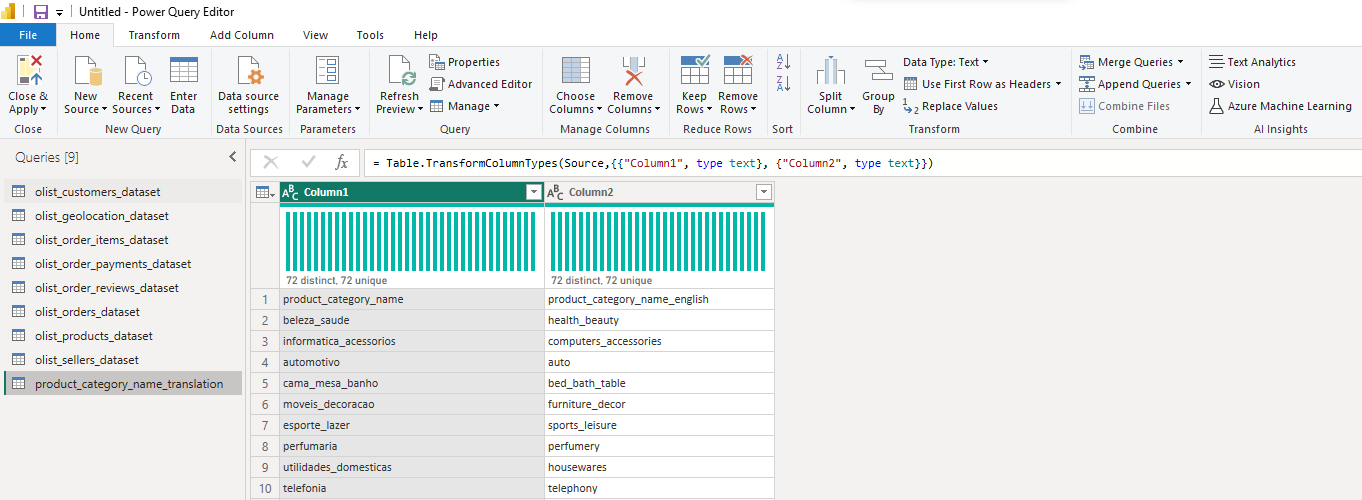 Untitled - Power Query Editor
File Home Transform Add Column View Tools Help
Close & Apply
Close
New Source
Recent Sources
Enter Data
New Query
Data source settings
Data Sources
Manage Parameters
Parameters
Refresh Preview
Properties
Advanced Editor
Manage
Query
Choose Columns
Remove Columns
Manage Columns
Keep Rows
Remove Rows
Reduce Rows
A Z
Z A
Sort
Split Column
Group By
Data Type: Text
Use First Row as Headers
1 2 Replace Values
Transform
Merge Queries
Append Queries
Combine Files
Combine
Text Analytics
Vision
Azure Machine Learning
AI Insights
Queries [9]
olist_customers_dataset
olist_geolocation_dataset
olist_order_items_dataset
olist_order_payments_dataset
olist_order_reviews_dataset
olist_orders_dataset
olist_products_dataset
olist_sellers_dataset
product_category_name_translation
fx = Table.TransformColumnTypes(Source,{{"Column1", type text}, {"Column2", type text}})
ABC Column1 ABC Column2
72 distinct, 72 unique 72 distinct, 72 unique
1 product_category_name product_category_name_english
2 beleza_saude health_beauty
3 informatica_acessorios computers_accessories
4 automotivo auto
5 cama_mesa_banho bed_bath_table
6 moveis_decoracao furniture_decor
7 esporte_lazer sports_leisure
8 perfumaria perfumery
9 utilidades_domesticas housewares
10 telefonia telephony